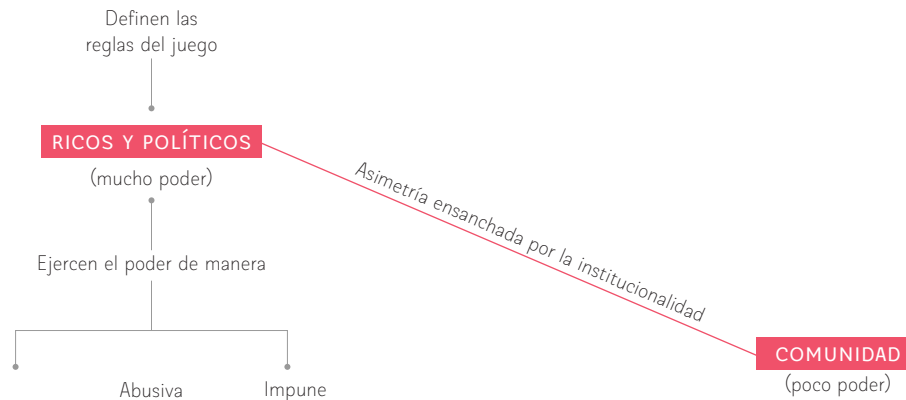 Definen las
reglas del juego
RICOS Y POLÍTICOS
(mucho poder)
Asimetría ensanchada por la institucionalidad
Ejercen el poder de manera
Abusiva
Impune
COMUNIDAD
(poco poder)